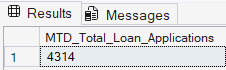 Results Messages
MTD_Total_Loan_Applications
1 4314